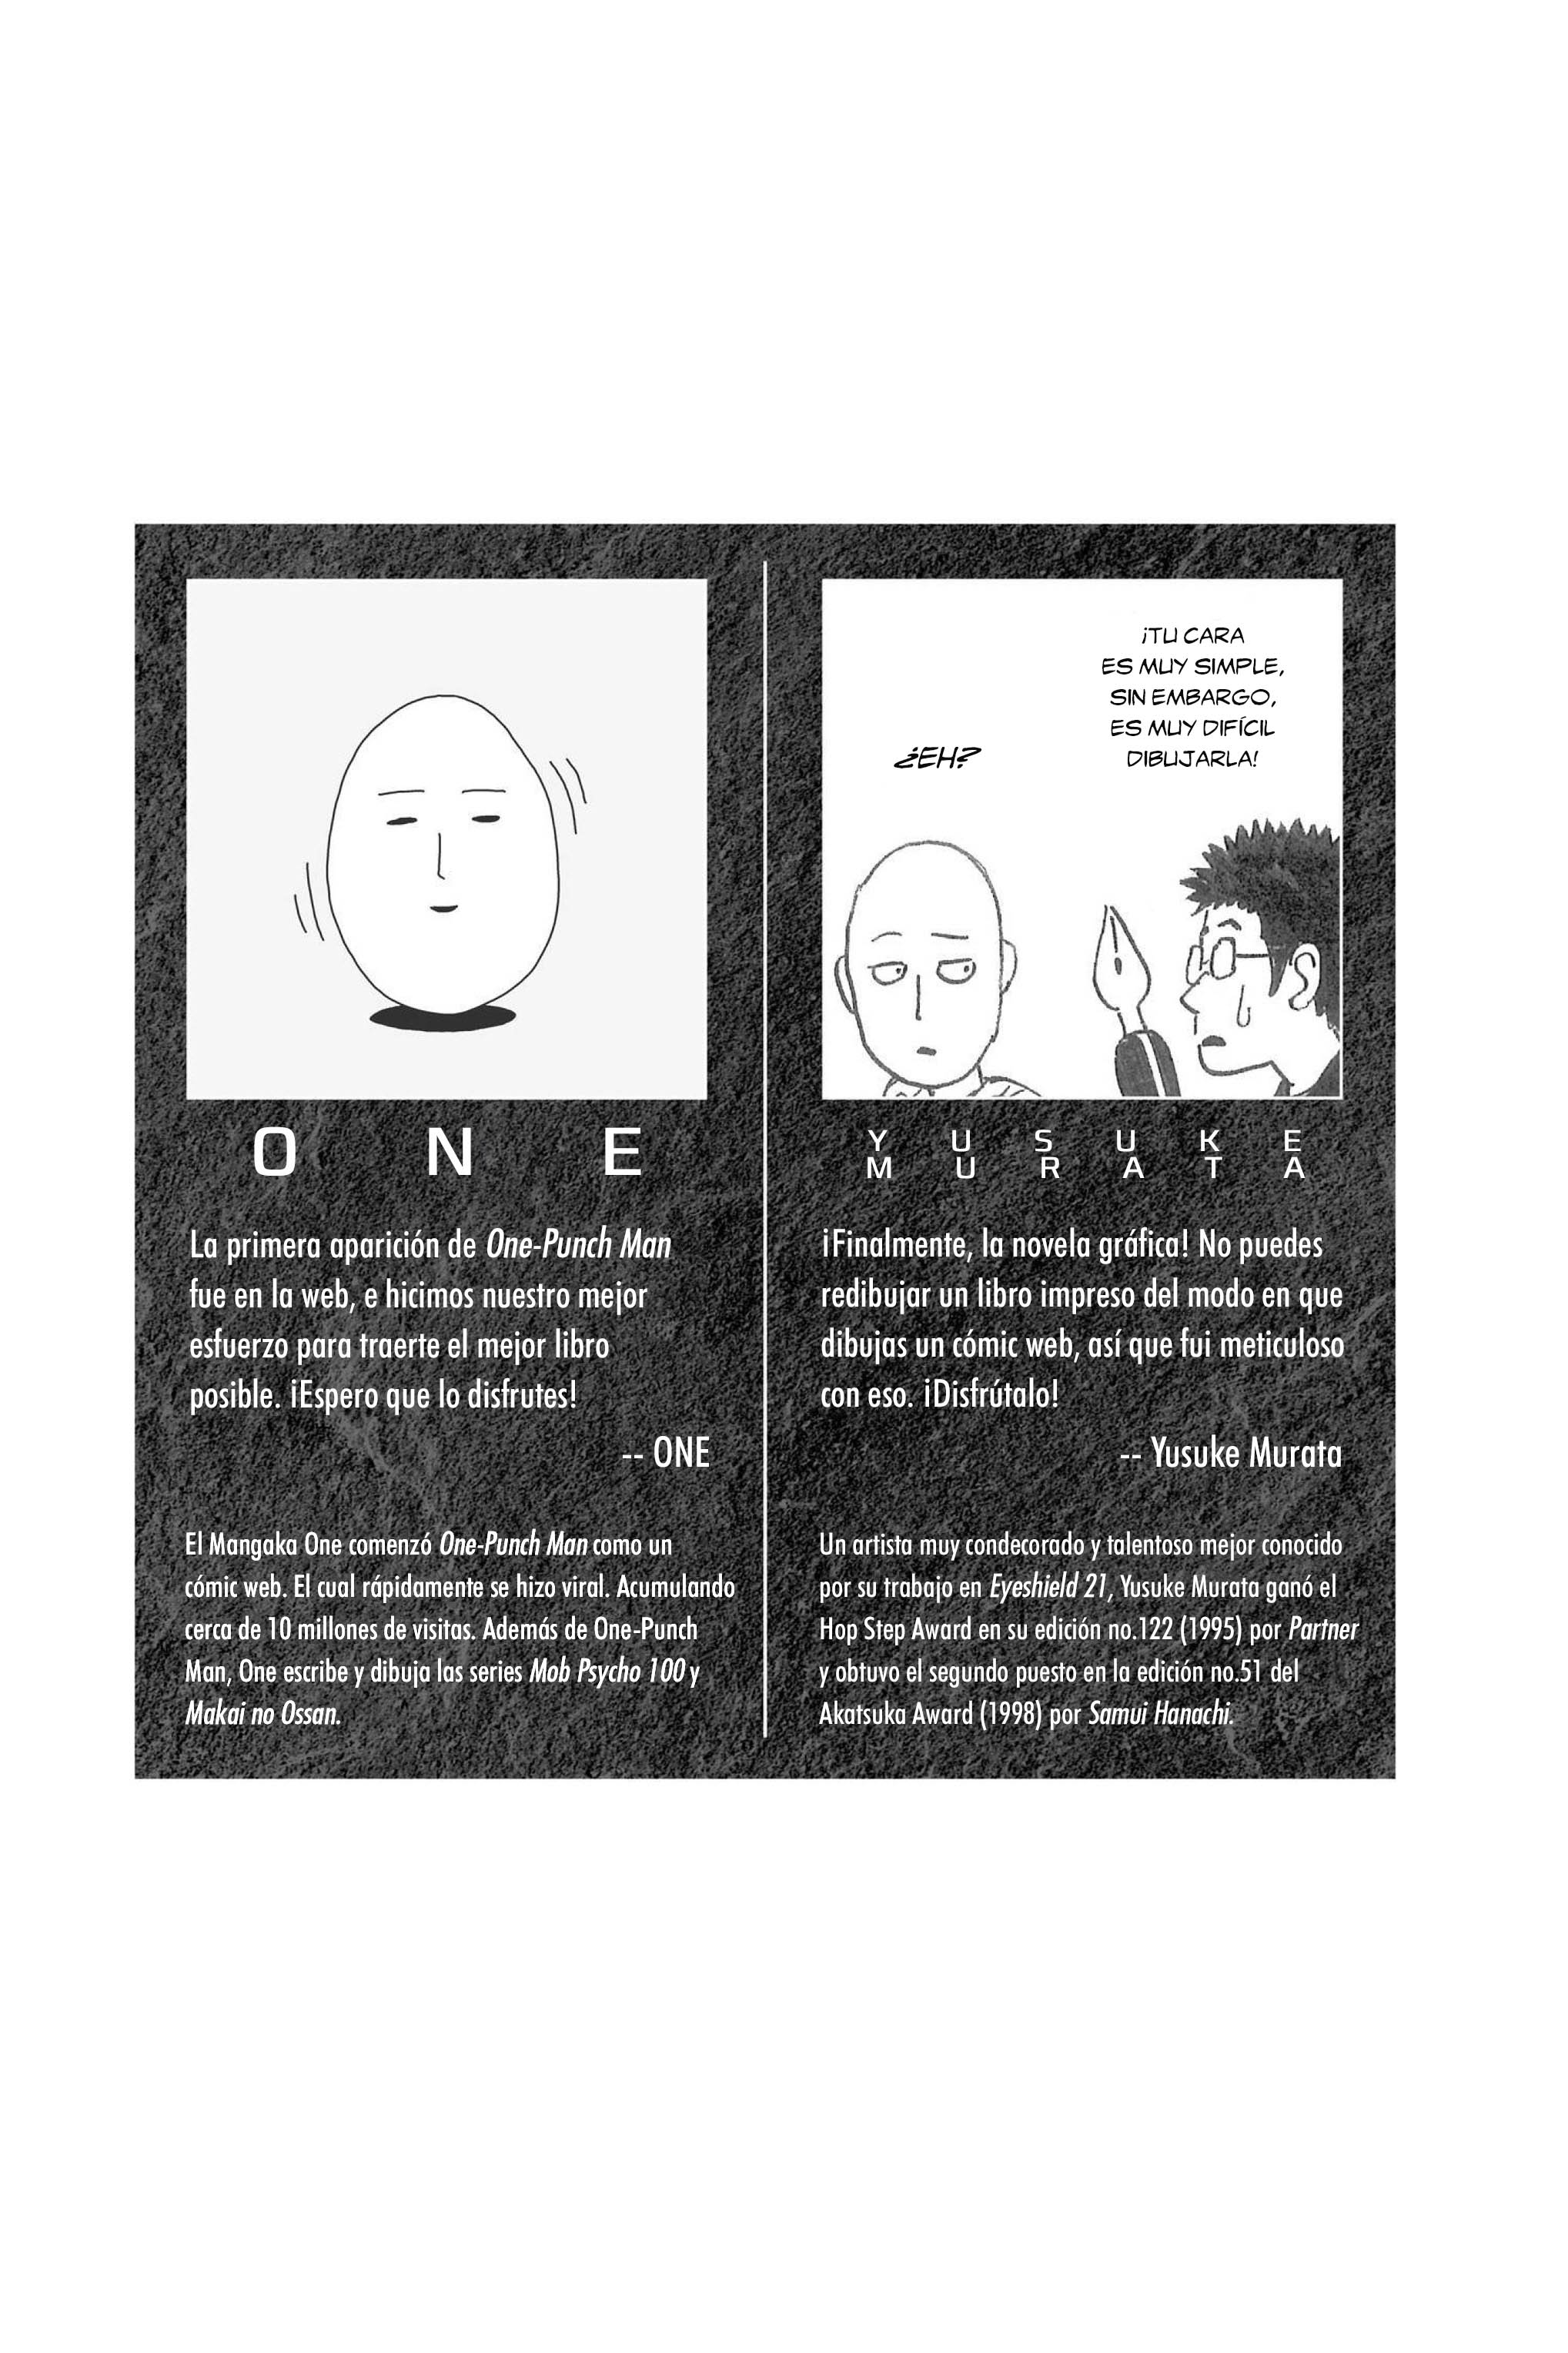 O N E
La primera aparición de One-Punch Man
fue en la web, e hicimos nuestro mejor
esfuerzo para traerte el mejor libro
posible. ¡Espero que lo disfrutes!
-- ONE
El Mangaka One comenzó One-Punch Man como un
cómic web. El cual rápidamente se hizo viral. Acumulando
cerca de 10 millones de visitas. Además de One-Punch
Man, One escribe y dibuja las series Mob Psycho 100 y
Makai no Ossan.
¿EH?
¡TU CARA
ES MUY SIMPLE,
SIN EMBARGO,
ES MUY DIFÍCIL
DIBUJARLA!
Y U S U K E
M U R A T A
¡Finalmente, la novela gráfica! No puedes
redibujar un libro impreso del modo en que
dibujas un cómic web, así que fui meticuloso
con eso. ¡Disfrútalo!
-- Yusuke Murata
Un artista muy condecorado y talentoso mejor conocido
por su trabajo en Eyeshield 21, Yusuke Murata ganó el
Hop Step Award en su edición no.122 (1995) por Partner
y obtuvo el segundo puesto en la edición no.51 del
Akatsuka Award (1998) por Samui Hanachi.